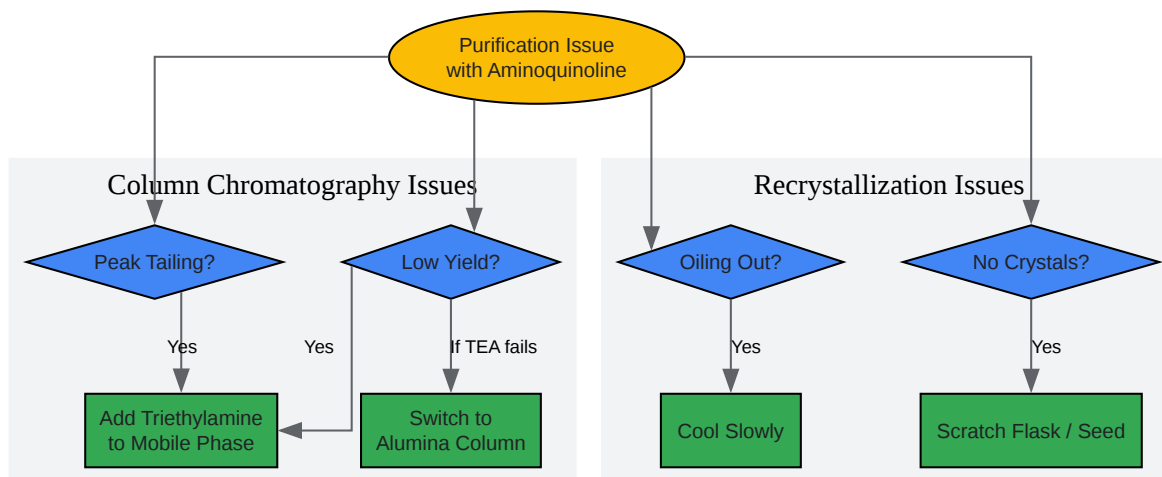 Purification Issue
with Aminoquinoline
Column Chromatography Issues
Recrystallization Issues
Peak Tailing?
Low Yield?
Oiling Out?
No Crystals?
Yes
Yes
If TEA fails
Yes
Yes
Add Triethylamine
to Mobile Phase
Switch to
Alumina Column
Cool Slowly
Scratch Flask / Seed